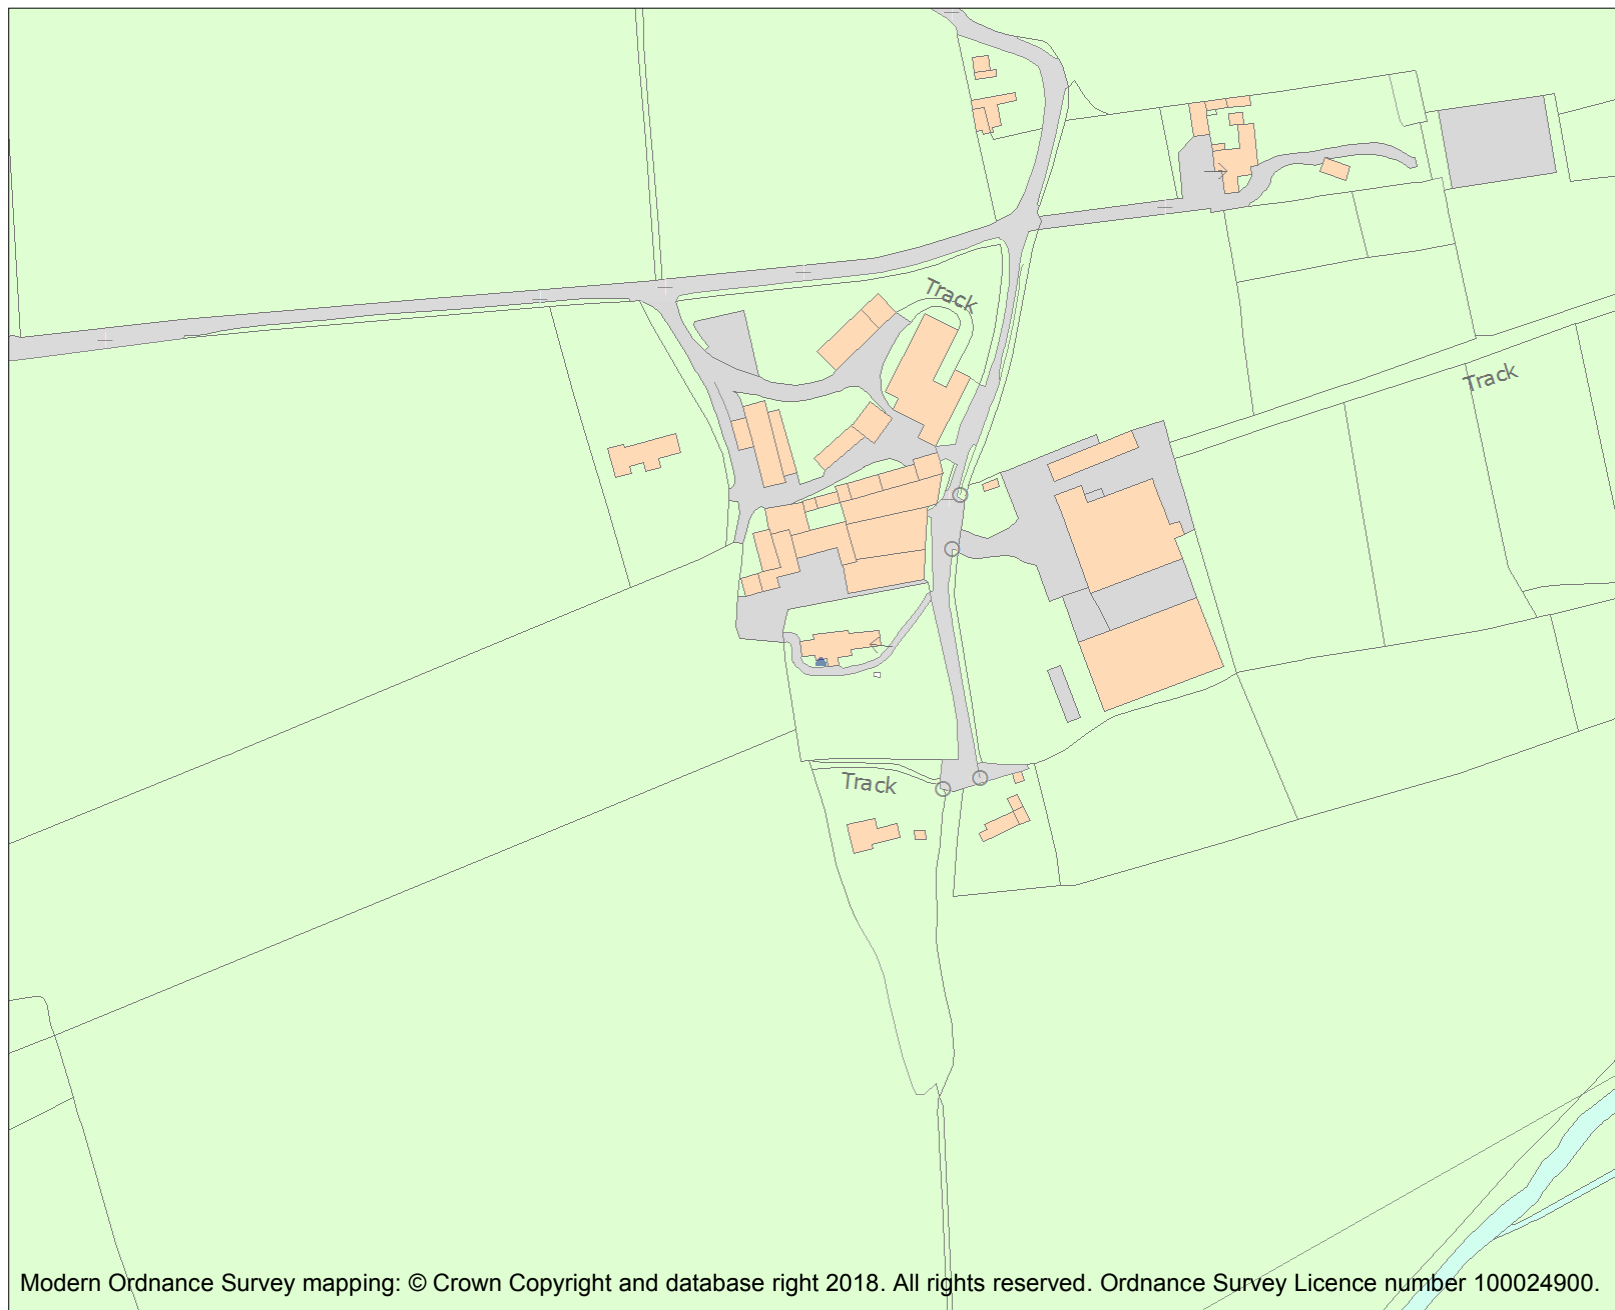 Track
Track
Track
Modern Ordnance Survey mapping: © Crown Copyright and database right 2018. All rights reserved. Ordnance Survey Licence number 100024900.